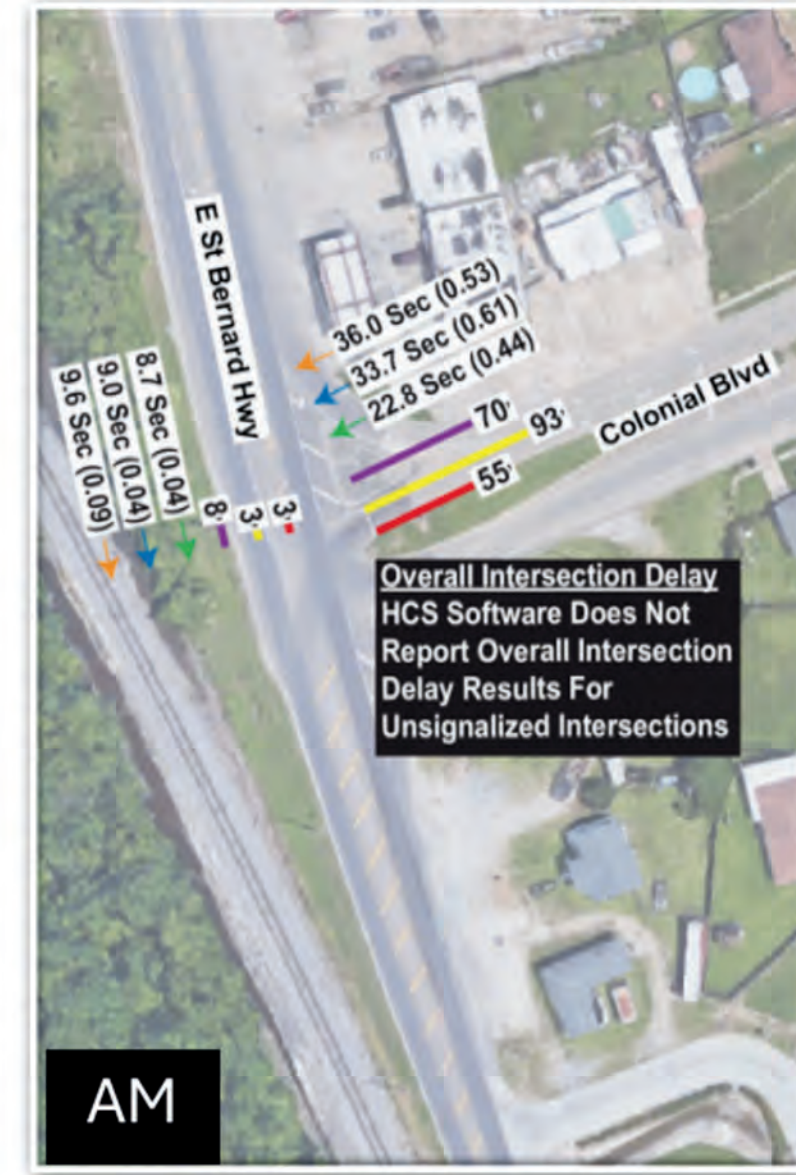 E St Bernard Hwy
36.0 Sec (0.53)
33.7 Sec (0.61)
22.8 Sec (0.44)
70'
93'
55'
Colonial Blvd
9.6 Sec (0.09)
9.0 Sec (0.04)
8.7 Sec (0.04)
8'
3'
3'
Overall Intersection Delay
HCS Software Does Not
Report Overall Intersection
Delay Results For
Unsignalized Intersections
AM